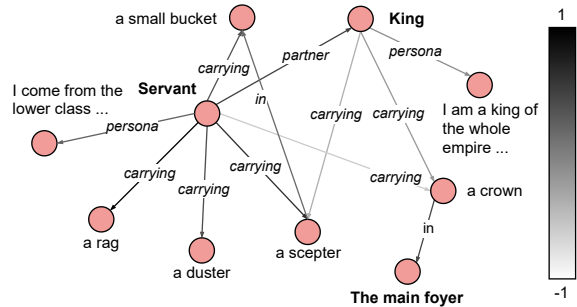 a small bucket
King
1
carrying
partner
persona
I come from the
lower class ...
Servant
in
I am a king of
the whole
empire ...
persona
carrying
carrying
carrying
carrying
carrying
carrying
a crown
a rag
in
a duster
a scepter
The main foyer
-1